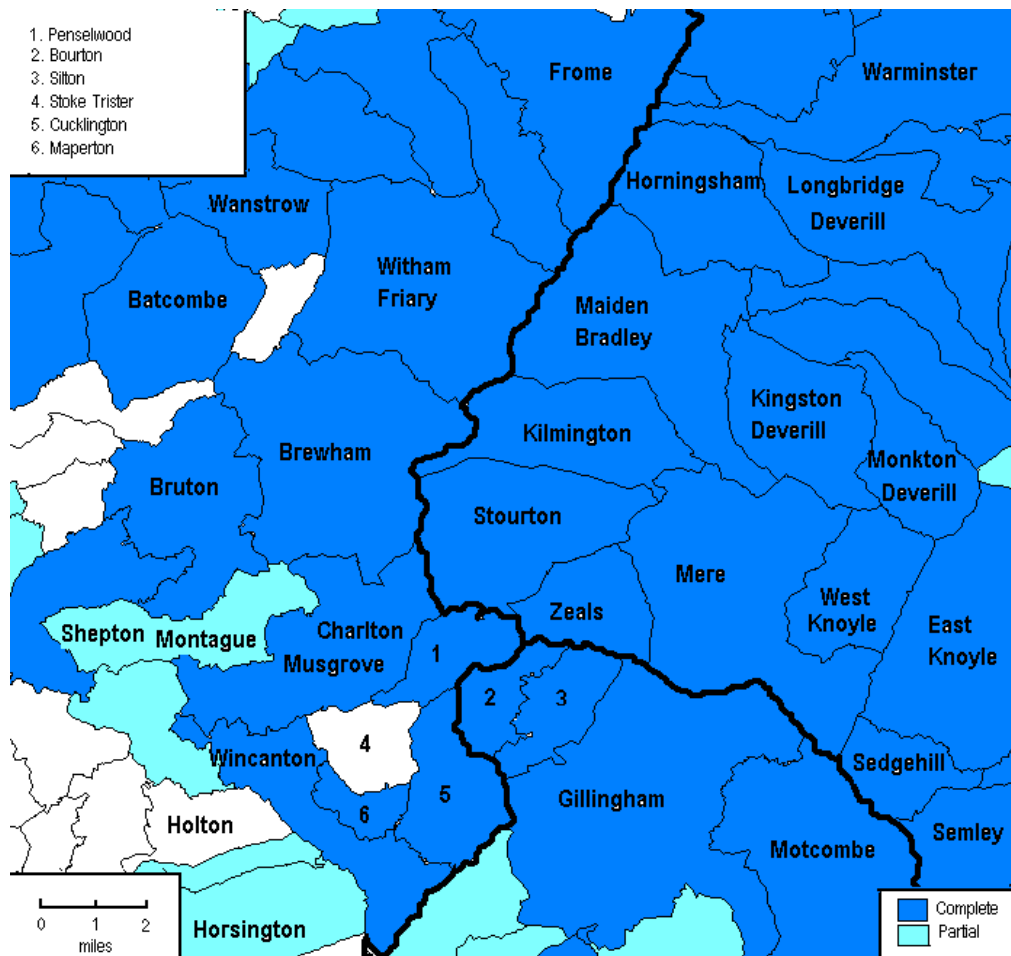 1. Penselwood
2. Bourton
3. Silton
4. Stoke Trister
5. Cucklington
6. Maperton
Frome
Warminster
Horningsham
Longbridge
Deverill
Wanstrow
Witham
Friary
Batcombe
Maiden
Bradley
Kingston
Deverill
Kilmington
Brewham
Monkton
Deverill
Bruton
Stourton
Mere
Zeals
West
Knoyle
East
Knoyle
Shepton Montague
Charlton
Musgrove
1
2
3
4
Wincanton
Sedgehill
5
Gillingham
6
Holton
Motcombe
Semley
Horsington
0 1 2
miles
Complete
Partial